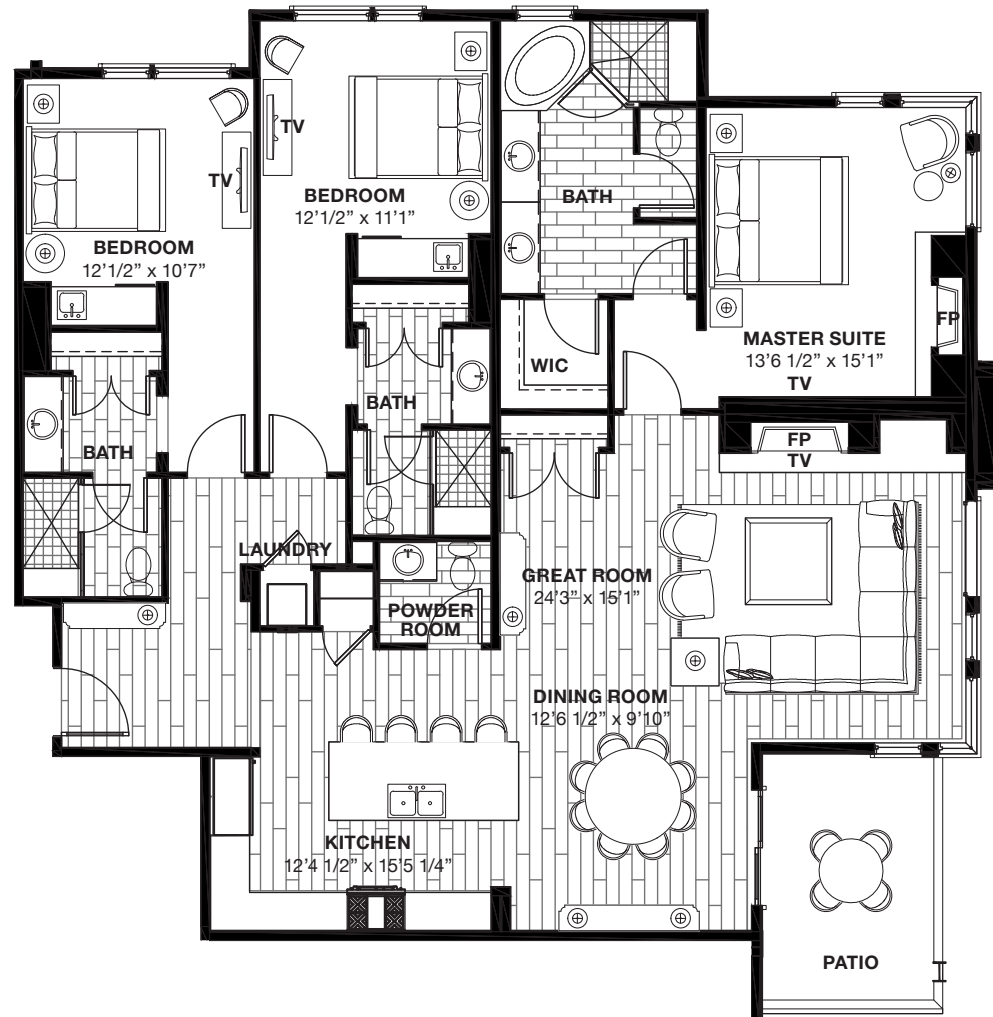 TV
BEDROOM
12’1/2” x 11’1”
TV
BEDROOM
12’1/2” x 10’7”
BATH
MASTER SUITE
13’6 1/2” x 15’1”
TV
FP
WIC
BATH
BATH
FP
TV
LAUNDRY
POWDER
ROOM
GREAT ROOM
24’3” x 15’1”
DINING ROOM
12’6 1/2” x 9’10”
KITCHEN
12’4 1/2” x 15’5 1/4”
PATIO